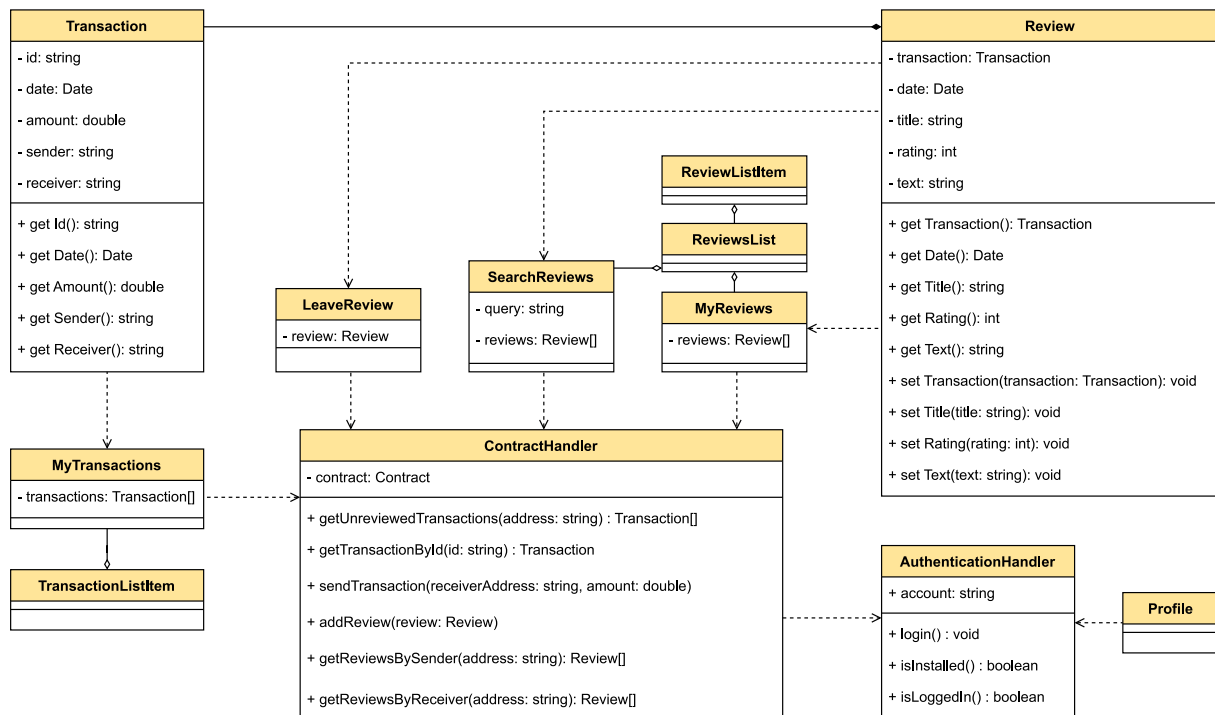 Transaction
- id: string
- date: Date
- amount: double
- sender: string
- receiver: string
+ get Id(): string
+ get Date(): Date
+ get Amount(): double
+ get Sender(): string
+ get Receiver(): string
Review
- transaction: Transaction
- date: Date
- title: string
- rating: int
- text: string
+ get Transaction(): Transaction
+ get Date(): Date
+ get Title(): string
+ get Rating(): int
+ get Text(): string
+ set Transaction(transaction: Transaction): void
+ set Title(title: string): void
+ set Rating(rating: int): void
+ set Text(text: string): void
ReviewListItem
ReviewsList
SearchReviews
- query: string
- reviews: Review[]
LeaveReview
- review: Review
MyReviews
- reviews: Review[]
MyTransactions
- transactions: Transaction[]
TransactionListItem
ContractHandler
- contract: Contract
+ getUnreviewedTransactions(address: string) : Transaction[]
+ getTransactionById(id: string) : Transaction
+ sendTransaction(receiverAddress: string, amount: double)
+ addReview(review: Review)
+ getReviewsBySender(address: string): Review[]
+ getReviewsByReceiver(address: string): Review[]
AuthenticationHandler
+ account: string
+ login() : void
+ isInstalled() : boolean
+ isLoggedIn() : boolean
Profile